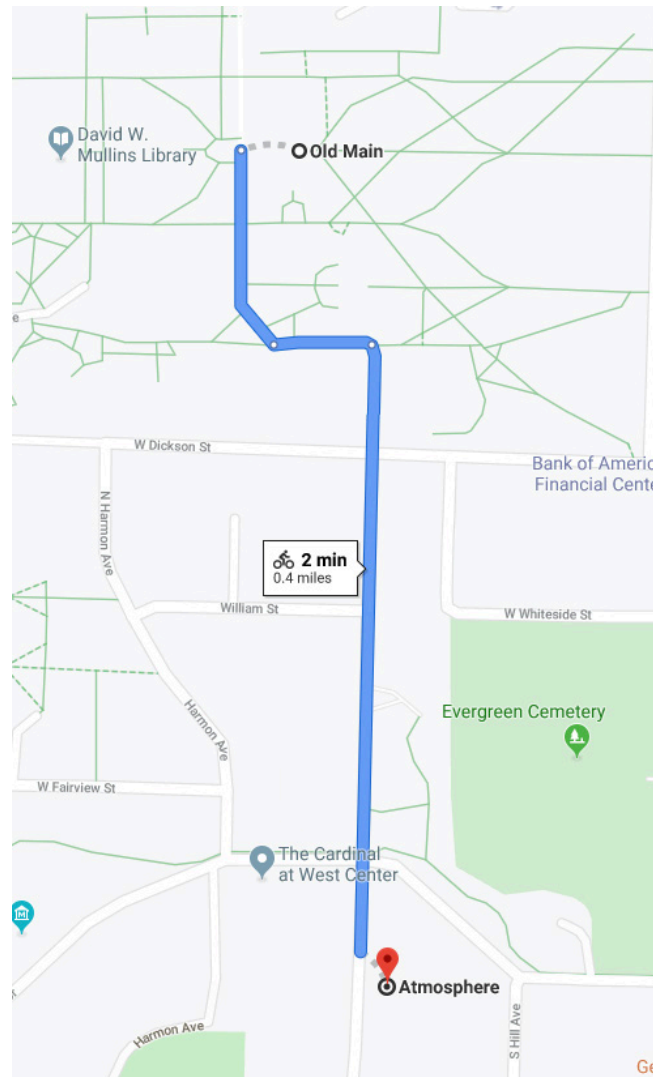 David W.
Mullins Library
Old Main
e
W Dickson St
Bank of Americ
Financial Cente
N Harmon Ave
2 min
0.4 miles
William St
W Whiteside St
Evergreen Cemetery
Harmon Ave
W Fairview St
The Cardinal
at West Center
M
Atmosphere
Harmon Ave
S Hill Ave
Ge